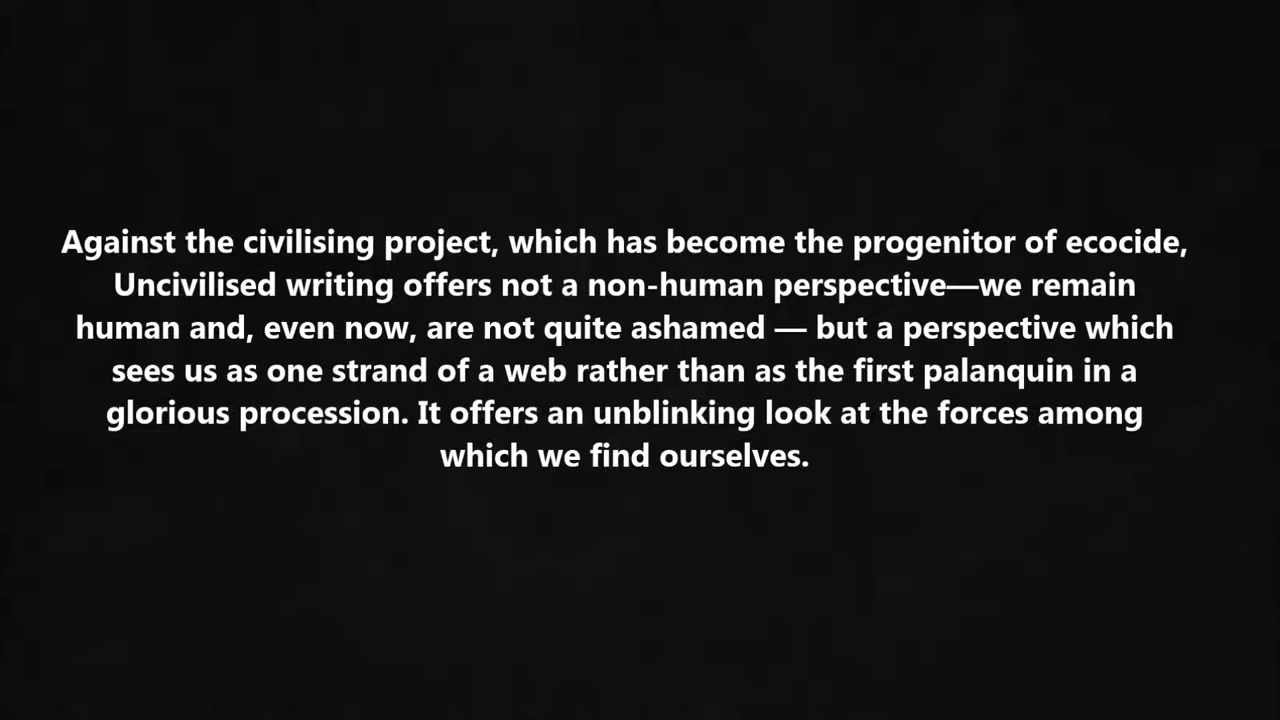 Against the civilising project, which has become the progenitor of ecocide,
Uncivilised writing offers not a non-human perspective—we remain
human and, even now, are not quite ashamed — but a perspective which
sees us as one strand of a web rather than as the first palanquin in a
glorious procession. It offers an unblinking look at the forces among
which we find ourselves.